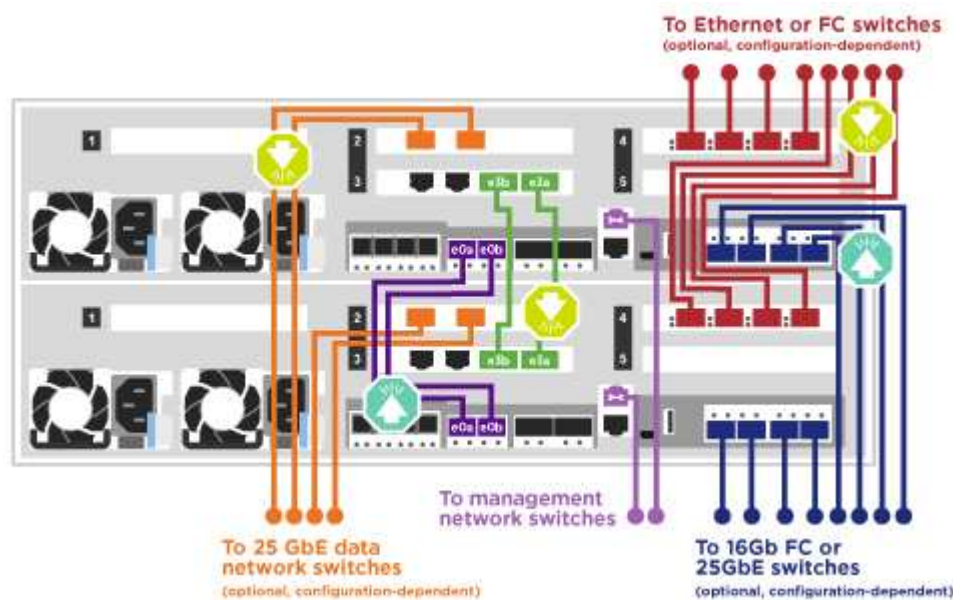 To Ethernet or FC switches
(optional, configuration-dependent)
1
2
4
3
e3b
e3a
5
e0a
e0b
1
2
4
3
e3b
e3a
5
e0a
e0b
To management
network switches
To 25 GbE data
network switches
(optional, configuration-dependent)
To 16Gb FC or
25GbE switches
(optional, configuration-dependent)